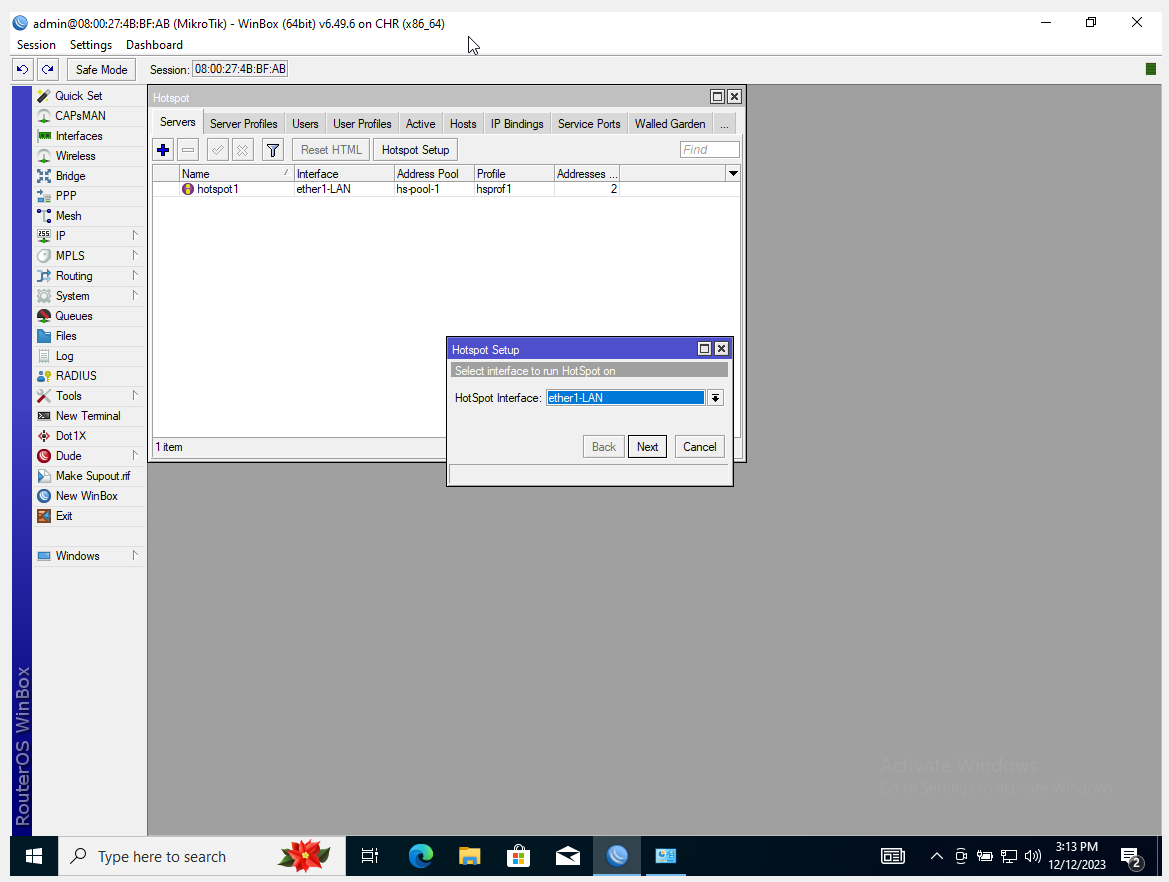 admin@08:00:27:4B:BF:AB (MikroTik) - WinBox (64bit) v6.49.6 on CHR (x86_64)
Session Settings Dashboard
Safe Mode Session: 08:00:27:4B:BF:AB
Quick Set
CAPsMAN
Interfaces
Wireless
Bridge
PPP
Mesh
IP
MPLS
Routing
System
Queues
Files
Log
RADIUS
Tools
New Terminal
Dot1X
Dude
Make Supout.rif
New WinBox
Exit
Windows
RouterOS WinBox
Hotspot
Servers Server Profiles Users User Profiles Active Hosts IP Bindings Service Ports Walled Garden ...
Reset HTML Hotspot Setup Find
Name Interface Address Pool Profile Addresses ...
hotspot1 ether1-LAN hs-pool-1 hsprof1 2
1 item
Hotspot Setup
Select interface to run HotSpot on
HotSpot Interface: ether1-LAN
Back Next Cancel
Activate Windows
Go to Settings to activate Windows.
Type here to search
3:13 PM
12/12/2023
2